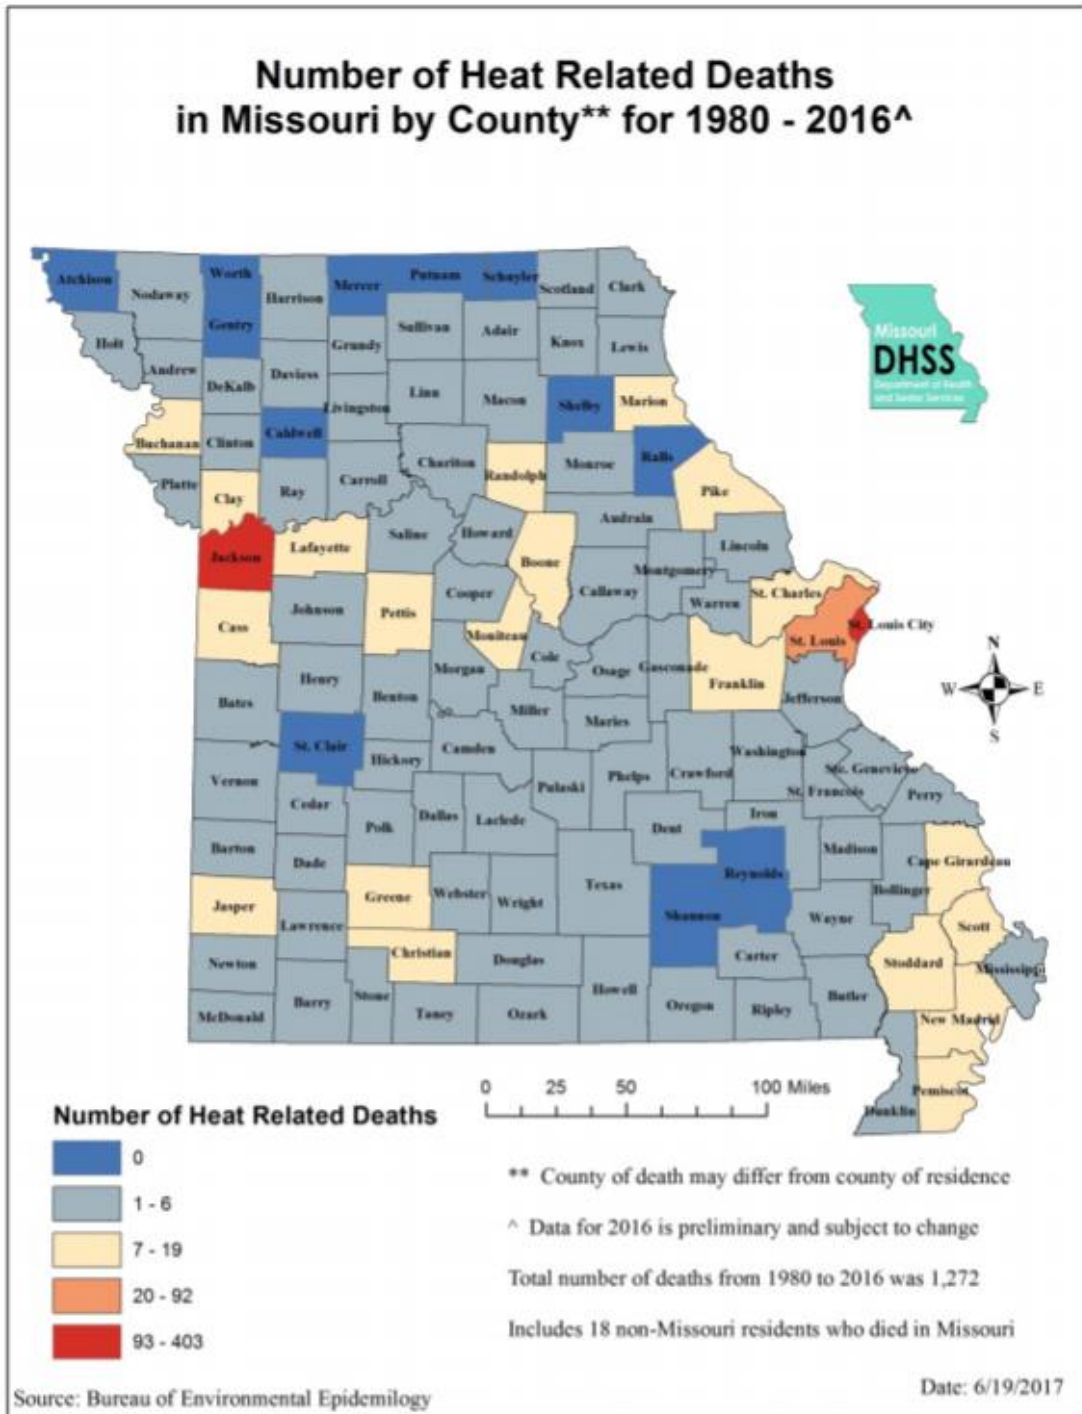 Number of Heat Related Deaths
in Missouri by County** for 1980 - 2016^
Atchison
Nodaway
Worth
Gentry
Harrison
Mercer
Putnam
Schuyler
Scotland
Clark
Holt
Andrew
DeKalb
Daviess
Grundy
Sullivan
Adair
Knox
Lewis
Missouri
DHSS
Department of Health
and Senior Services
Buchanan
Clinton
Caldwell
Livingston
Linn
Macon
Shelby
Marion
Platte
Clay
Ray
Carroll
Chariton
Randolph
Monroe
Ralls
Pike
Jackson
Lafayette
Saline
Howard
Boone
Audrain
Callaway
Montgomery
Lincoln
Warren
St. Charles
St. Louis
St. Louis City
Cass
Johnson
Pettis
Cooper
Moniteau
Cole
Osage
Gasconade
Franklin
Jefferson
N
W
E
S
Bates
Henry
Benton
Morgan
Miller
Maries
Camden
St. Clair
Hickory
Vernon
Cedar
Polk
Dallas
Laclede
Pulaski
Phelps
Crawford
Washington
St. Francois
Ste. Genevieve
Perry
Iron
Dent
Madison
Bollinger
Cape Girardeau
Barton
Dade
Reynolds
Texas
Shannon
Wayne
Scott
Stoddard
Mississippi
Jasper
Greene
Webster
Wright
Lawrence
Christian
Douglas
Carter
Newton
Barry
Stone
Taney
Ozark
Howell
Oregon
Ripley
Butler
McDonald
New Madrid
Pemiscot
Dunklin
0 25 50 100 Miles
Number of Heat Related Deaths
0
1 - 6
7 - 19
20 - 92
93 - 403
** County of death may differ from county of residence
^ Data for 2016 is preliminary and subject to change
Total number of deaths from 1980 to 2016 was 1,272
Includes 18 non-Missouri residents who died in Missouri
Source: Bureau of Environmental Epidemilogy
Date: 6/19/2017